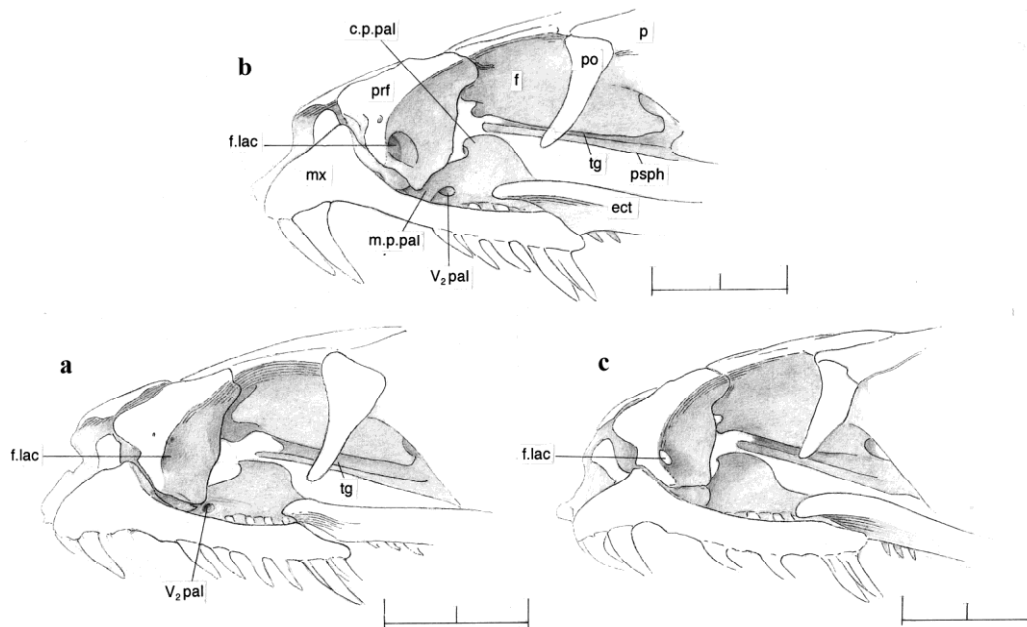 c.p.pal
p
b
po
prf
f
f.lac
tg
psph
mx
ect
m.p.pal
V₂pal
a
c
f.lac
f.lac
tg
V₂pal